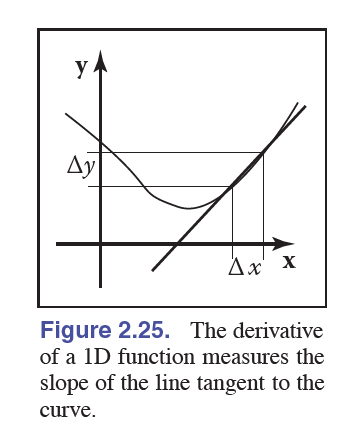 y
Δy
Δx x
Figure 2.25. The derivative
of a 1D function measures the
slope of the line tangent to the
curve.